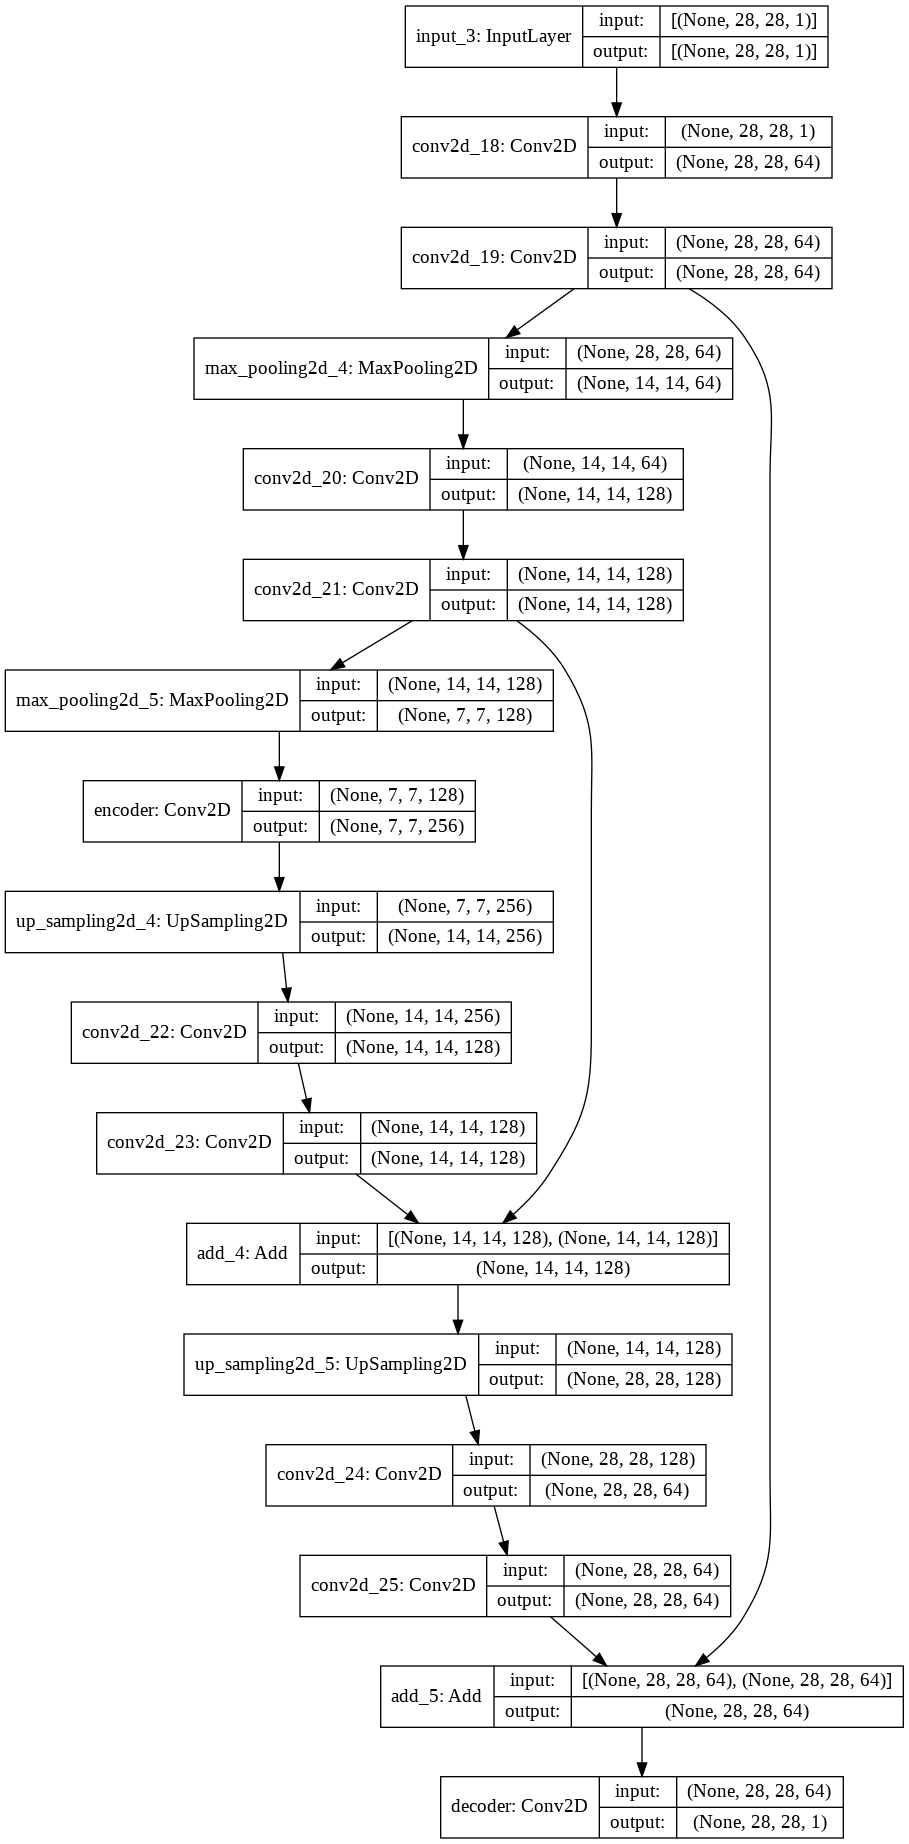 input_3: InputLayer
input:
[(None, 28, 28, 1)]
output:
[(None, 28, 28, 1)]
conv2d_18: Conv2D
input:
(None, 28, 28, 1)
output:
(None, 28, 28, 64)
conv2d_19: Conv2D
input:
(None, 28, 28, 64)
output:
(None, 28, 28, 64)
max_pooling2d_4: MaxPooling2D
input:
(None, 28, 28, 64)
output:
(None, 14, 14, 64)
conv2d_20: Conv2D
input:
(None, 14, 14, 64)
output:
(None, 14, 14, 128)
conv2d_21: Conv2D
input:
(None, 14, 14, 128)
output:
(None, 14, 14, 128)
max_pooling2d_5: MaxPooling2D
input:
(None, 14, 14, 128)
output:
(None, 7, 7, 128)
encoder: Conv2D
input:
(None, 7, 7, 128)
output:
(None, 7, 7, 256)
up_sampling2d_4: UpSampling2D
input:
(None, 7, 7, 256)
output:
(None, 14, 14, 256)
conv2d_22: Conv2D
input:
(None, 14, 14, 256)
output:
(None, 14, 14, 128)
conv2d_23: Conv2D
input:
(None, 14, 14, 128)
output:
(None, 14, 14, 128)
add_4: Add
input:
[(None, 14, 14, 128), (None, 14, 14, 128)]
output:
(None, 14, 14, 128)
up_sampling2d_5: UpSampling2D
input:
(None, 14, 14, 128)
output:
(None, 28, 28, 128)
conv2d_24: Conv2D
input:
(None, 28, 28, 128)
output:
(None, 28, 28, 64)
conv2d_25: Conv2D
input:
(None, 28, 28, 64)
output:
(None, 28, 28, 64)
add_5: Add
input:
[(None, 28, 28, 64), (None, 28, 28, 64)]
output:
(None, 28, 28, 64)
decoder: Conv2D
input:
(None, 28, 28, 64)
output:
(None, 28, 28, 1)